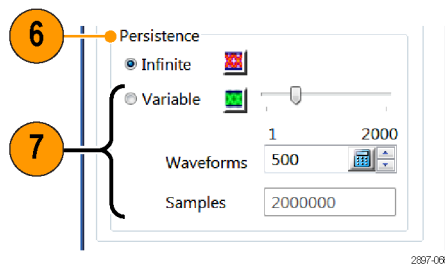 6
Persistence
Infinite
Variable
7
1 2000
Waveforms 500
Samples 2000000
2897-06